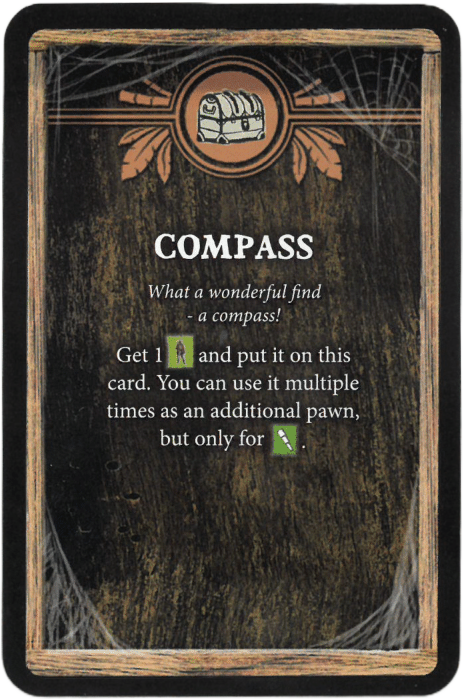 COMPASS
What a wonderful find
- a compass!
Get 1 and put it on this
card. You can use it multiple
times as an additional pawn,
but only for .